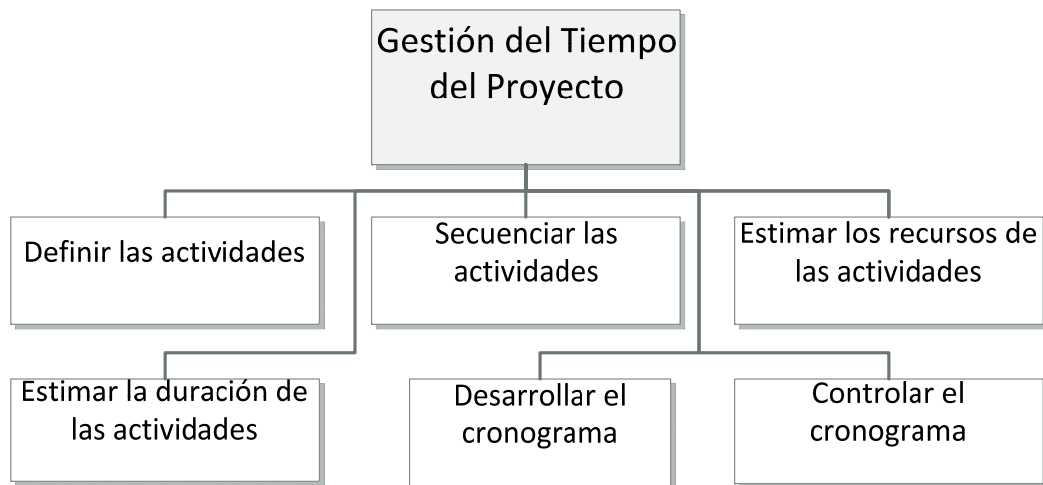 Gestión del Tiempo
del Proyecto
Definir las actividades
Secuenciar las
actividades
Estimar los recursos de
las actividades
Estimar la duración de
las actividades
Desarrollar el
cronograma
Controlar el
cronograma